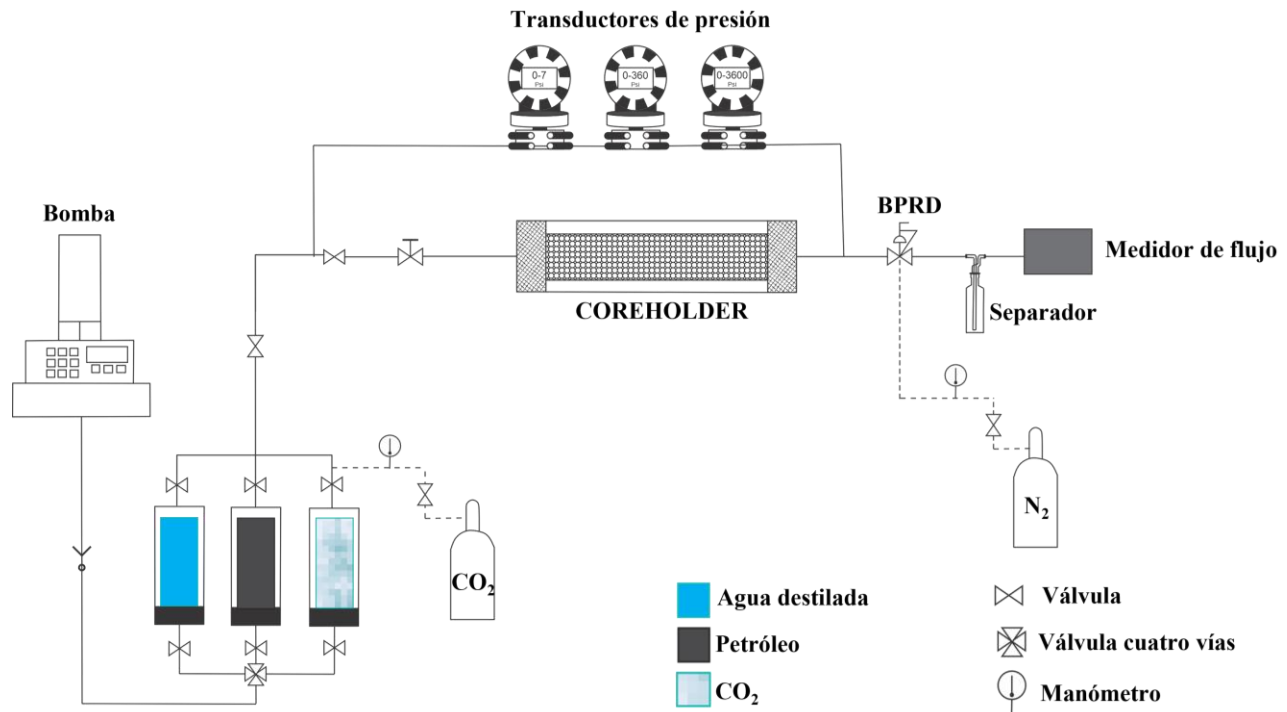 Transductores de presión
0-7
Psi
0-360
Psi
0-3600
Psi
Bomba
BPRD
Medidor de flujo
COREHOLDER
Separador
CO₂
N₂
Agua destilada
Petróleo
CO₂
Válvula
Válvula cuatro vías
Manómetro